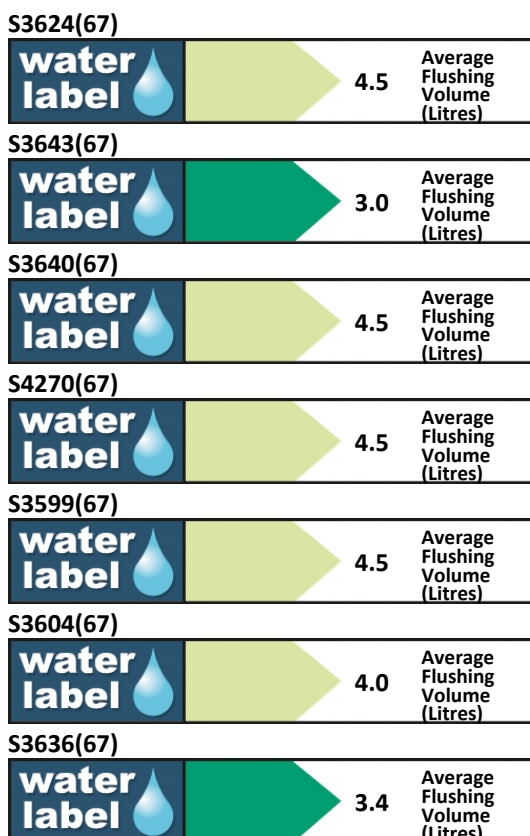 S3624(67)
water
label
4.5
Average
Flushing
Volume
(Litres)
S3643(67)
water
label
3.0
Average
Flushing
Volume
(Litres)
S3640(67)
water
label
4.5
Average
Flushing
Volume
(Litres)
S4270(67)
water
label
4.5
Average
Flushing
Volume
(Litres)
S3599(67)
water
label
4.5
Average
Flushing
Volume
(Litres)
S3604(67)
water
label
4.0
Average
Flushing
Volume
(Litres)
S3636(67)
water
label
3.4
Average
Flushing
Volume
(Litres)